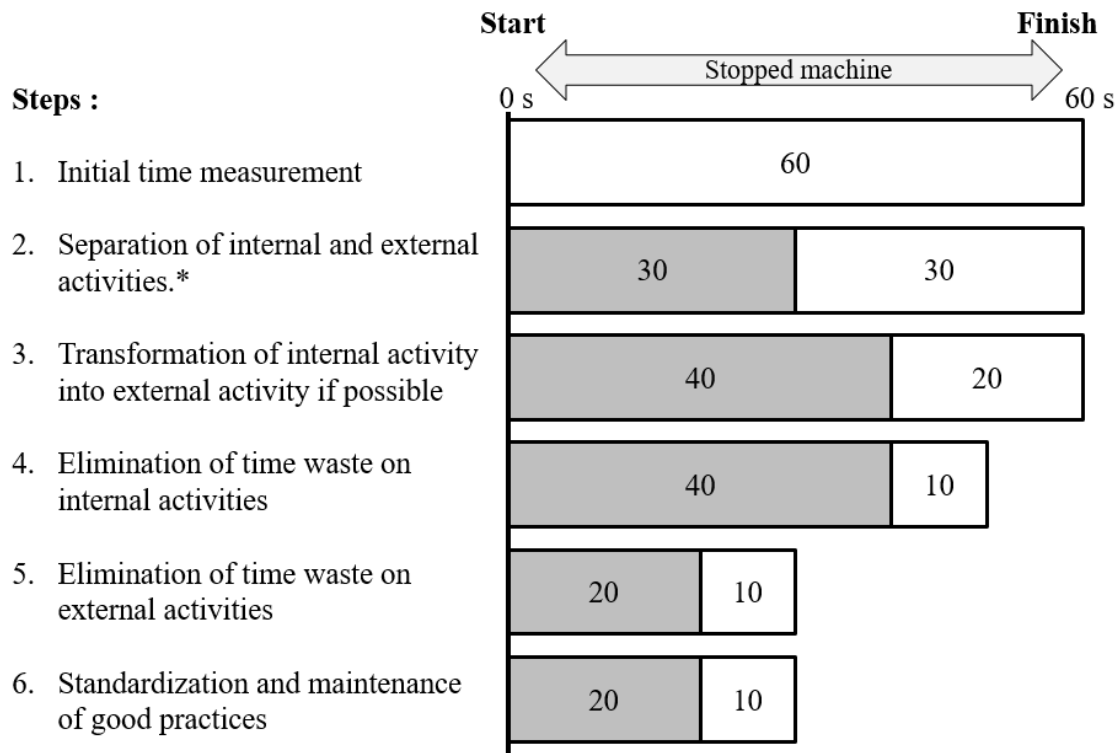 Start
Finish
Stopped machine
Steps :
0 s
60 s
1. Initial time measurement
60
2. Separation of internal and external
activities.*
30
30
3. Transformation of internal activity
into external activity if possible
40
20
4. Elimination of time waste on
internal activities
40
10
5. Elimination of time waste on
external activities
20
10
6. Standardization and maintenance
of good practices
20
10